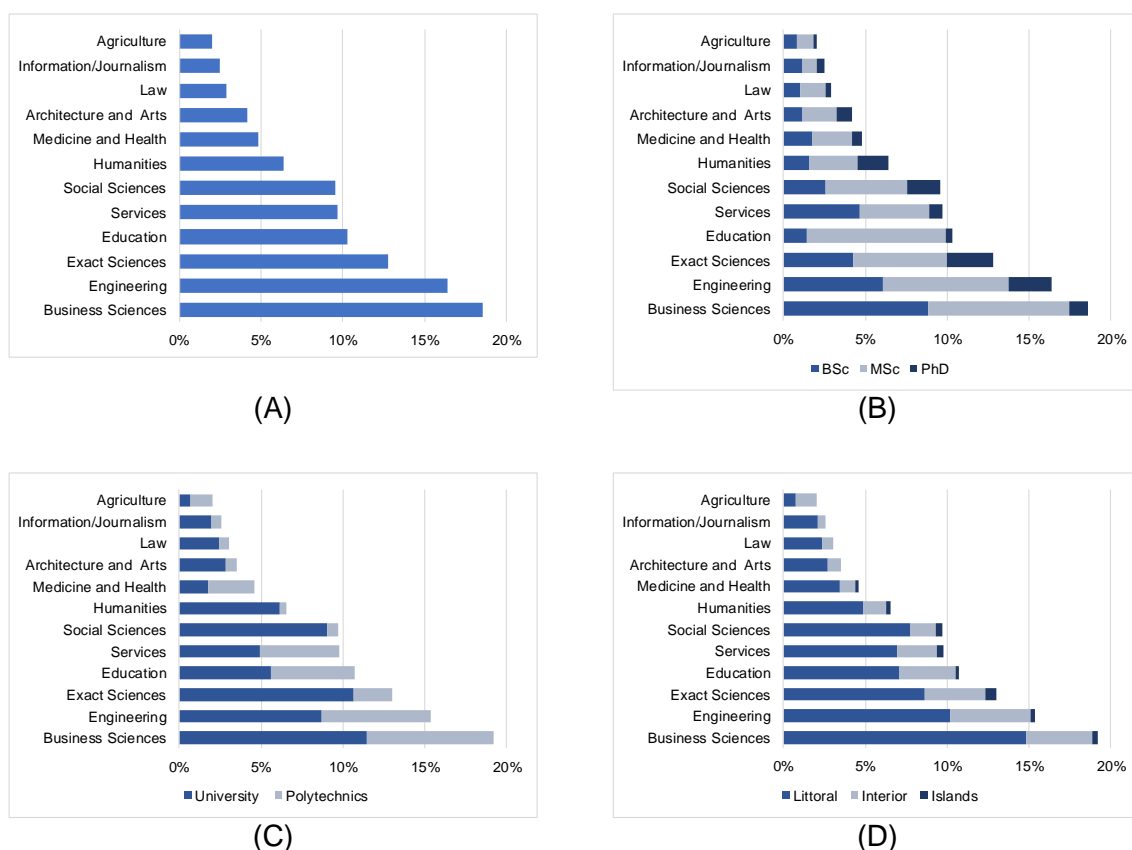 Agriculture
Information/Journalism
Law
Architecture and Arts
Medicine and Health
Humanities
Social Sciences
Services
Education
Exact Sciences
Engineering
Business Sciences
0% 5% 10% 15% 20%
(A)
Agriculture
Information/Journalism
Law
Architecture and Arts
Medicine and Health
Humanities
Social Sciences
Services
Education
Exact Sciences
Engineering
Business Sciences
0% 5% 10% 15% 20%
BSc MSc PhD
(B)
Agriculture
Information/Journalism
Law
Architecture and Arts
Medicine and Health
Humanities
Social Sciences
Services
Education
Exact Sciences
Engineering
Business Sciences
0% 5% 10% 15% 20%
University Polytechnics
(C)
Agriculture
Information/Journalism
Law
Architecture and Arts
Medicine and Health
Humanities
Social Sciences
Services
Education
Exact Sciences
Engineering
Business Sciences
0% 5% 10% 15% 20%
Littoral Interior Islands
(D)